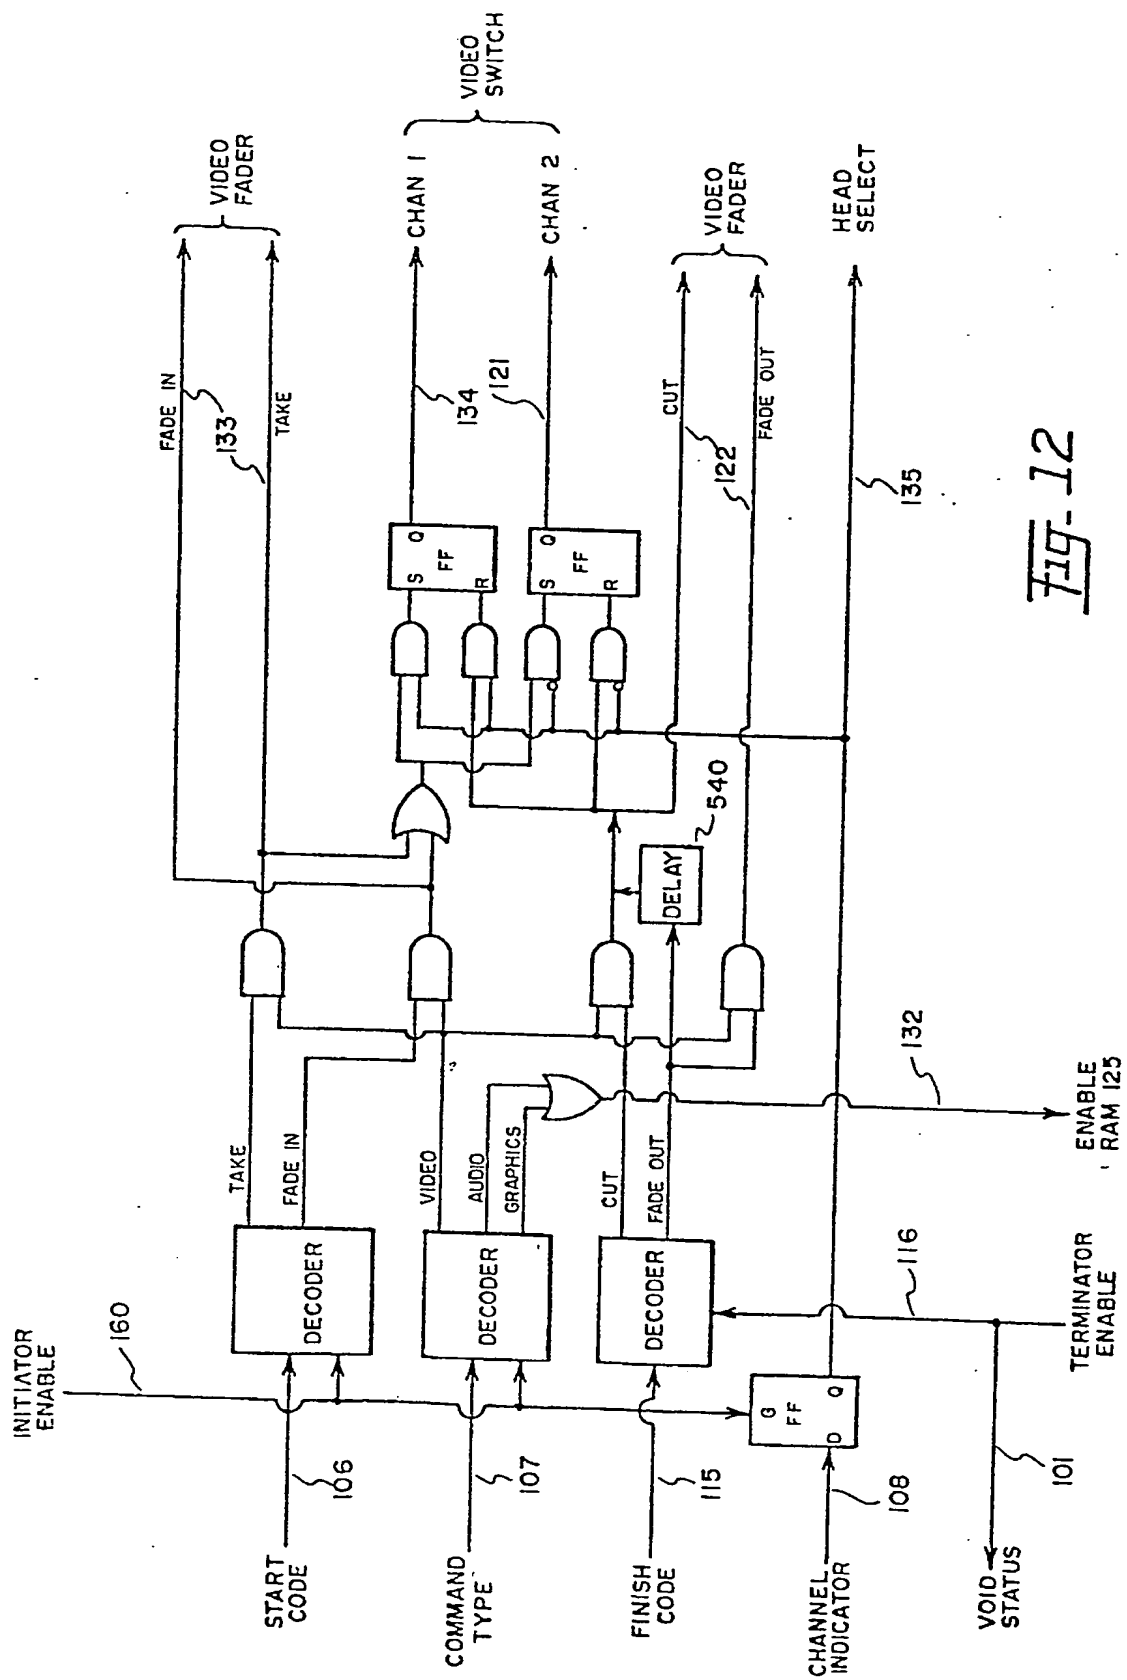 INITIATOR
ENABLE
160
START
CODE
106
DECODER
TAKE
FADE IN
FADE IN
133
TAKE
VIDEO
FADER
COMMAND
TYPE
107
DECODER
VIDEO
AUDIO
GRAPHICS
S
Q
FF
R
134
CHAN 1
S
Q
FF
R
121
CHAN 2
VIDEO
SWITCH
FINISH
CODE
115
DECODER
CUT
FADE OUT
DELAY
540
CUT
122
FADE OUT
VIDEO
FADER
CHANNEL
INDICATOR
108
G
FF
D
Q
135
HEAD
SELECT
VOID
STATUS
101
116
TERMINATOR
ENABLE
132
ENABLE
RAM 125
Fig-12